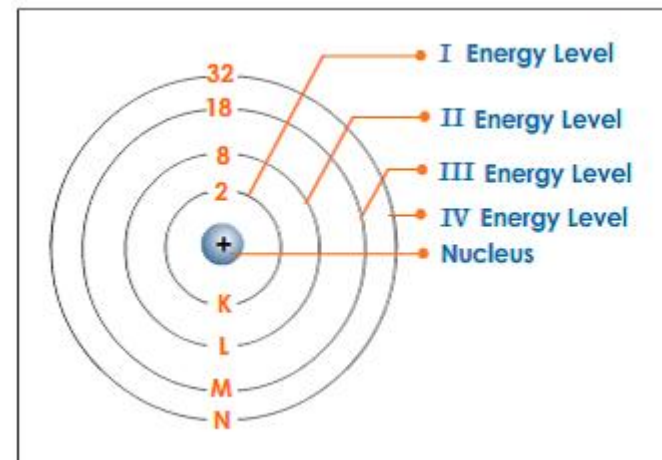 32
18
8
2
+
K
L
M
N
I Energy Level
II Energy Level
III Energy Level
IV Energy Level
Nucleus